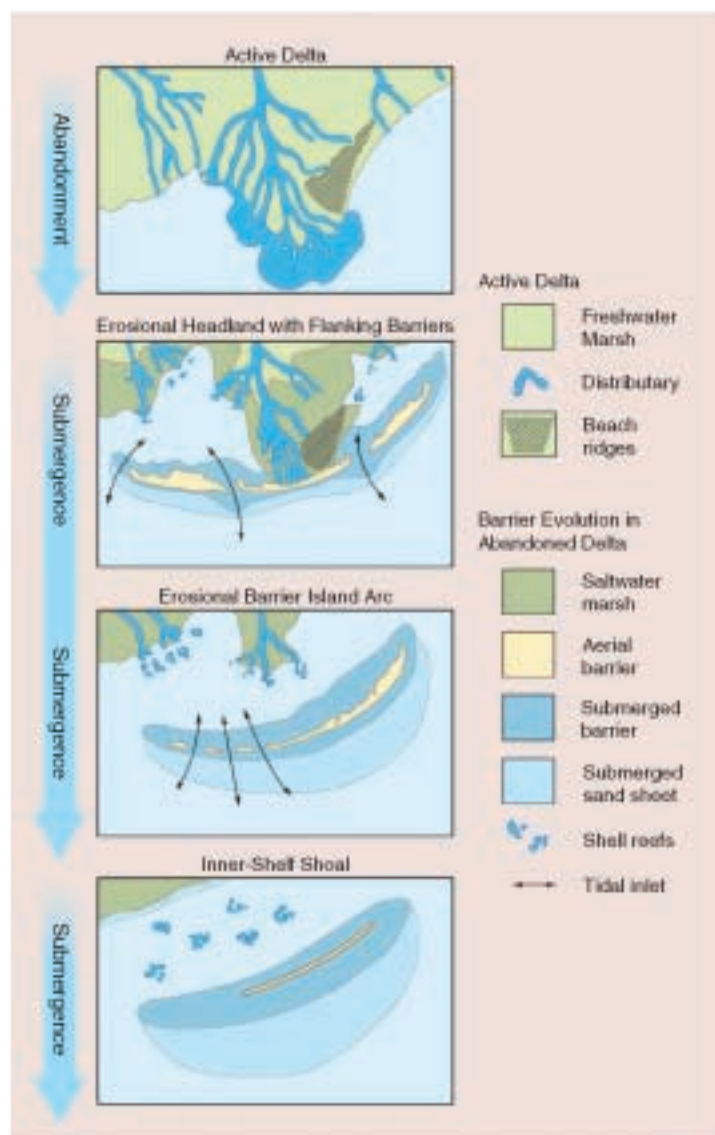 Active Delta
Abandonment
Erosional Headland with Flanking Barriers
Submergence
Erosional Barrier Island Arc
Submergence
Inner-Shelf Shoal
Submergence
Active Delta
Freshwater
Marsh
Distributary
Beach
ridges
Barrier Evolution in
Abandoned Delta
Saltwater
marsh
Aerial
barrier
Submerged
barrier
Submerged
sand sheet
Shell reefs
Tidal inlet